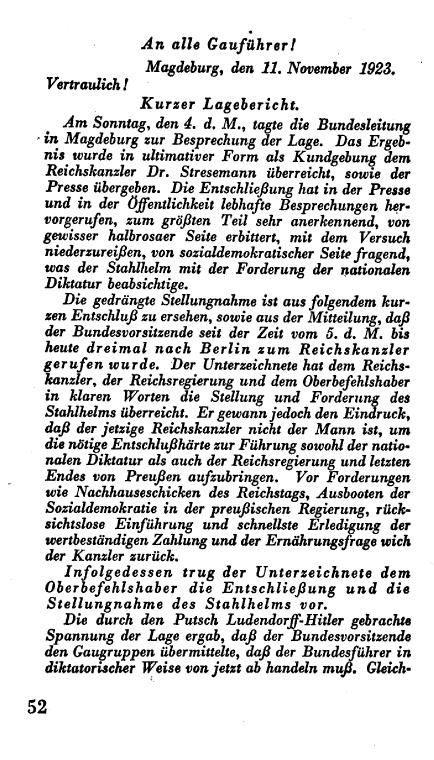 An alle Gauführer!
Magdeburg, den 11. November 1923.
Vertraulich!
Kurzer Lagebericht.
Am Sonntag, den 4. d. M., tagte die Bundesleitung
in Magdeburg zur Besprechung der Lage. Das Ergeb-
nis wurde in ultimativer Form als Kundgebung dem
Reichskanzler Dr. Stresemann überreicht, sowie der
Presse übergeben. Die Entschließung hat in der Presse
und in der Öffentlichkeit lebhafte Besprechungen her-
vorgerufen, zum größten Teil sehr anerkennend, von
gewisser halbrosaer Seite erbittert, mit dem Versuch
niederzureißen, von sozialdemokratischer Seite fragend,
was der Stahlhelm mit der Forderung der nationalen
Diktatur beabsichtige.
Die gedrängte Stellungnahme ist aus folgendem kur-
zen Entschluß zu ersehen, sowie aus der Mitteilung, daß
der Bundesvorsitzende seit der Zeit vom 5. d. M. bis
heute dreimal nach Berlin zum Reichskanzler
gerufen wurde. Der Unterzeichnete hat dem Reichs-
kanzler, der Reichsregierung und dem Oberbefehlshaber
in klaren Worten die Stellung und Forderung des
Stahlhelms überreicht. Er gewann jedoch den Eindruck,
daß der jetzige Reichskanzler nicht der Mann ist, um
die nötige Entschlußhärte zur Führung sowohl der natio-
nalen Diktatur als auch der Reichsregierung und letzten
Endes von Preußen aufzubringen. Vor Forderungen
wie Nachhauseschicken des Reichstags, Ausbooten der
Sozialdemokratie in der preußischen Regierung, rück-
sichtslose Einführung und schnellste Erledigung der
wertbeständigen Zahlung und der Ernährungsfrage wich
der Kanzler zurück.
Infolgedessen trug der Unterzeichnete dem
Oberbefehlshaber die Entschließung und die
Stellungnahme des Stahlhelms vor.
Die durch den Putsch Ludendorff-Hitler gebrachte
Spannung der Lage ergab, daß der Bundesvorsitzende
den Gaugruppen übermittelte, daß der Bundesführer in
diktatorischer Weise von jetzt ab handeln muß. Gleich-
52